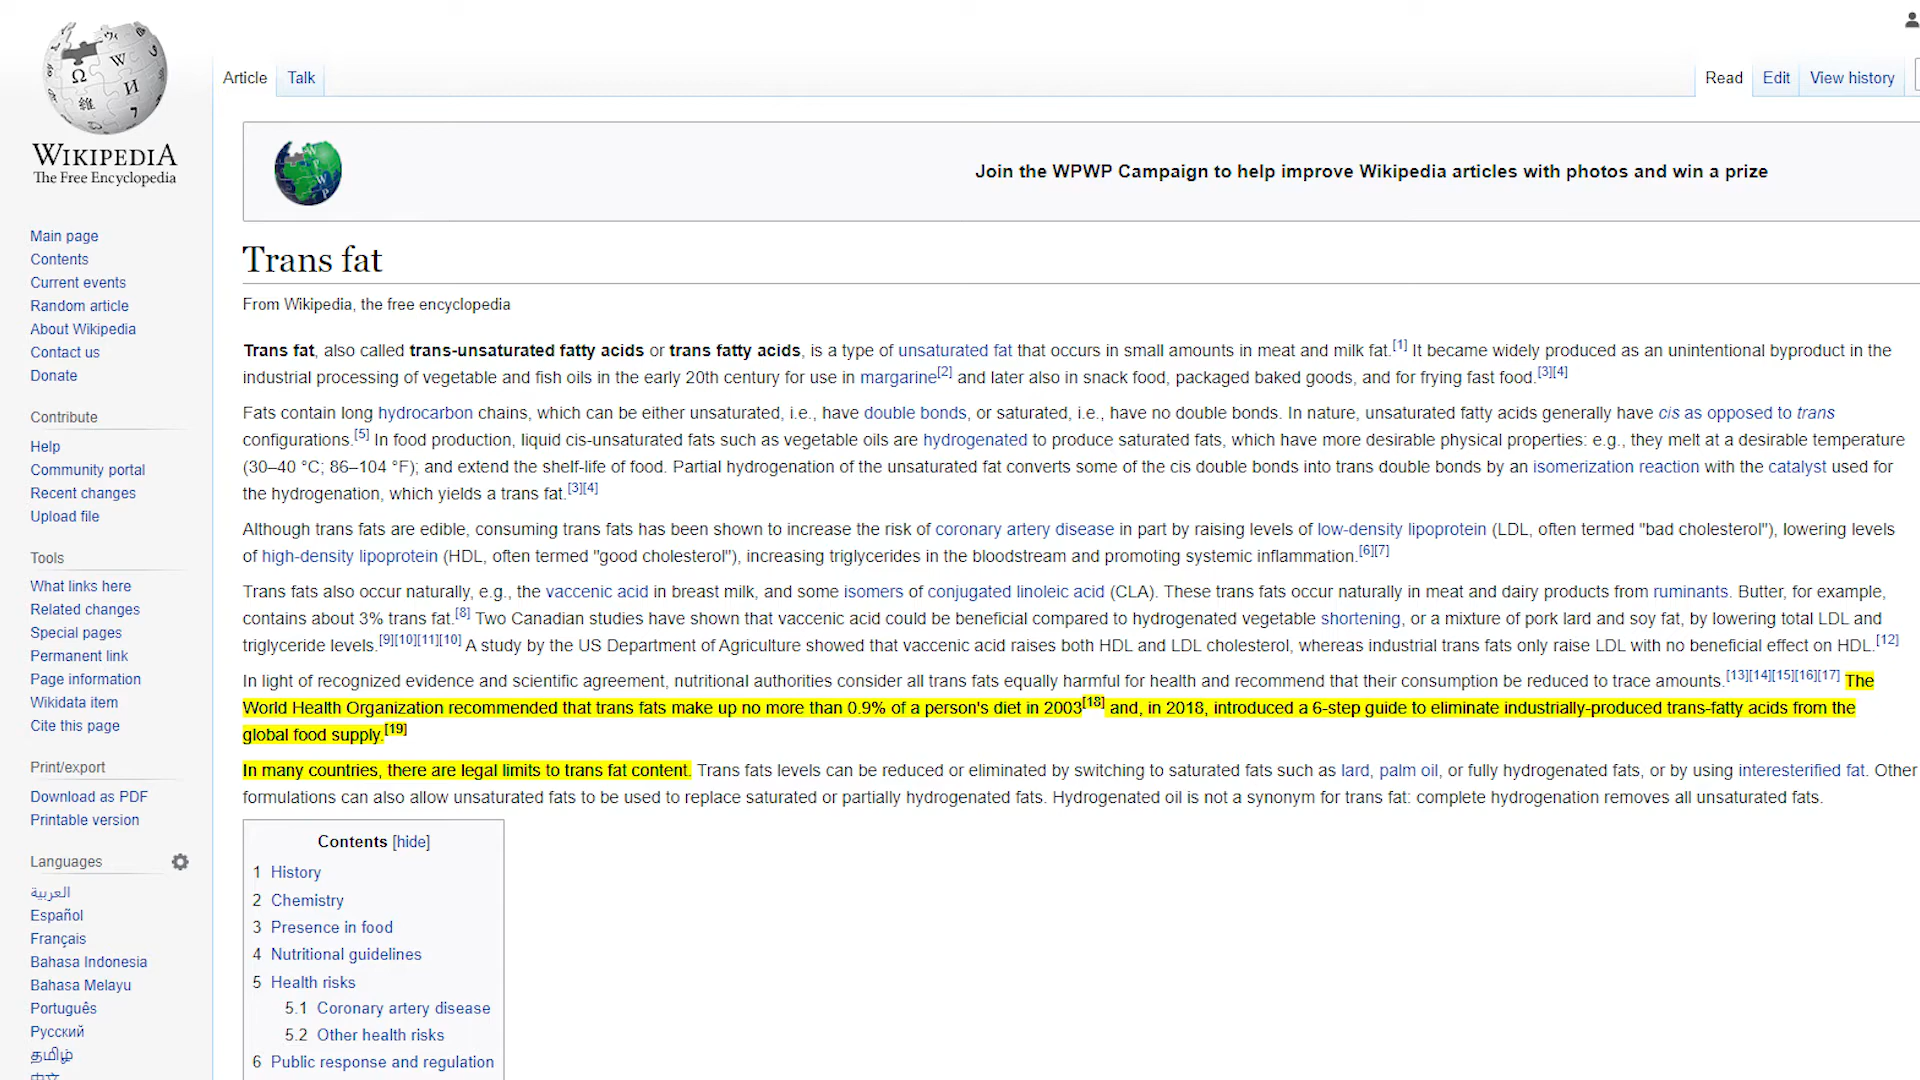 WIKIPEDIA
The Free Encyclopedia
Main page
Contents
Current events
Random article
About Wikipedia
Contact us
Donate
Contribute
Help
Community portal
Recent changes
Upload file
Tools
What links here
Related changes
Special pages
Permanent link
Page information
Wikidata item
Cite this page
Print/export
Download as PDF
Printable version
Languages
العربية
Español
Français
Bahasa Indonesia
Bahasa Melayu
Português
Русский
தமிழ்
中文
Article Talk
Read Edit View history
Join the WPWP Campaign to help improve Wikipedia articles with photos and win a prize
Trans fat
From Wikipedia, the free encyclopedia
Trans fat, also called trans-unsaturated fatty acids or trans fatty acids, is a type of unsaturated fat that occurs in small amounts in meat and milk fat.[1] It became widely produced as an unintentional byproduct in the
industrial processing of vegetable and fish oils in the early 20th century for use in margarine[2] and later also in snack food, packaged baked goods, and for frying fast food.[3][4]
Fats contain long hydrocarbon chains, which can be either unsaturated, i.e., have double bonds, or saturated, i.e., have no double bonds. In nature, unsaturated fatty acids generally have cis as opposed to trans
configurations.[5] In food production, liquid cis-unsaturated fats such as vegetable oils are hydrogenated to produce saturated fats, which have more desirable physical properties: e.g., they melt at a desirable temperature
(30–40 °C; 86–104 °F); and extend the shelf-life of food. Partial hydrogenation of the unsaturated fat converts some of the cis double bonds into trans double bonds by an isomerization reaction with the catalyst used for
the hydrogenation, which yields a trans fat.[3][4]
Although trans fats are edible, consuming trans fats has been shown to increase the risk of coronary artery disease in part by raising levels of low-density lipoprotein (LDL, often termed "bad cholesterol"), lowering levels
of high-density lipoprotein (HDL, often termed "good cholesterol"), increasing triglycerides in the bloodstream and promoting systemic inflammation.[6][7]
Trans fats also occur naturally, e.g., the vaccenic acid in breast milk, and some isomers of conjugated linoleic acid (CLA). These trans fats occur naturally in meat and dairy products from ruminants. Butter, for example,
contains about 3% trans fat.[8] Two Canadian studies have shown that vaccenic acid could be beneficial compared to hydrogenated vegetable shortening, or a mixture of pork lard and soy fat, by lowering total LDL and
triglyceride levels.[9][10][11][10] A study by the US Department of Agriculture showed that vaccenic acid raises both HDL and LDL cholesterol, whereas industrial trans fats only raise LDL with no beneficial effect on HDL.[12]
In light of recognized evidence and scientific agreement, nutritional authorities consider all trans fats equally harmful for health and recommend that their consumption be reduced to trace amounts.[13][14][15][16][17] The
World Health Organization recommended that trans fats make up no more than 0.9% of a person's diet in 2003[18] and, in 2018, introduced a 6-step guide to eliminate industrially-produced trans-fatty acids from the
global food supply.[19]
In many countries, there are legal limits to trans fat content. Trans fats levels can be reduced or eliminated by switching to saturated fats such as lard, palm oil, or fully hydrogenated fats, or by using interesterified fat. Other
formulations can also allow unsaturated fats to be used to replace saturated or partially hydrogenated fats. Hydrogenated oil is not a synonym for trans fat: complete hydrogenation removes all unsaturated fats.
Contents [hide]
1 History
2 Chemistry
3 Presence in food
4 Nutritional guidelines
5 Health risks
5.1 Coronary artery disease
5.2 Other health risks
6 Public response and regulation